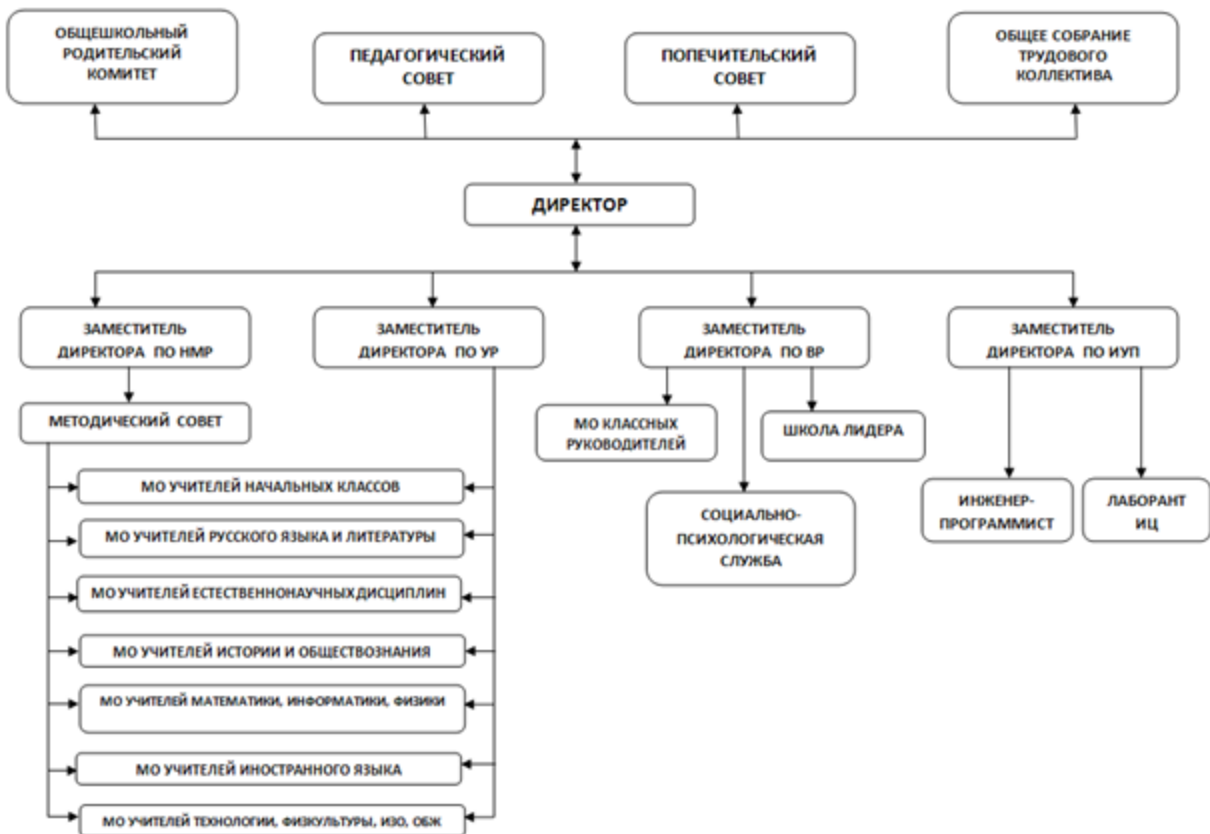 ОБЩЕШКОЛЬНЫЙ
РОДИТЕЛЬСКИЙ
КОМИТЕТ
ПЕДАГОГИЧЕСКИЙ
СОВЕТ
ПОПЕЧИТЕЛЬСКИЙ
СОВЕТ
ОБЩЕЕ СОБРАНИЕ
ТРУДОВОГО
КОЛЛЕКТИВА
ДИРЕКТОР
ЗАМЕСТИТЕЛЬ
ДИРЕКТОРА ПО НМР
ЗАМЕСТИТЕЛЬ
ДИРЕКТОРА ПО УР
ЗАМЕСТИТЕЛЬ
ДИРЕКТОРА ПО ВР
ЗАМЕСТИТЕЛЬ
ДИРЕКТОРА ПО ИУП
МЕТОДИЧЕСКИЙ СОВЕТ
МО КЛАССНЫХ
РУКОВОДИТЕЛЕЙ
ШКОЛА ЛИДЕРА
МО УЧИТЕЛЕЙ НАЧАЛЬНЫХ КЛАССОВ
МО УЧИТЕЛЕЙ РУССКОГО ЯЗЫКА И ЛИТЕРАТУРЫ
МО УЧИТЕЛЕЙ ЕСТЕСТВЕННОНАУЧНЫХ ДИСЦИПЛИН
МО УЧИТЕЛЕЙ ИСТОРИИ И ОБЩЕСТВОЗНАНИЯ
МО УЧИТЕЛЕЙ МАТЕМАТИКИ, ИНФОРМАТИКИ, ФИЗИКИ
МО УЧИТЕЛЕЙ ИНОСТРАННОГО ЯЗЫКА
МО УЧИТЕЛЕЙ ТЕХНОЛОГИИ, ФИЗКУЛЬТУРЫ, ИЗО, ОБЖ
СОЦИАЛЬНО-
ПСИХОЛОГИЧЕСКАЯ
СЛУЖБА
ИНЖЕНЕР-
ПРОГРАММИСТ
ЛАБОРАНТ
ИЦ